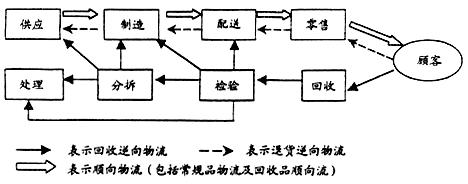 供应 制造 配送 零售
顾客
处理 分拆 检验 回收
表示回收逆向物流 表示退货逆向物流
表示顺向物流(包括常规品物流及回收品顺向流)